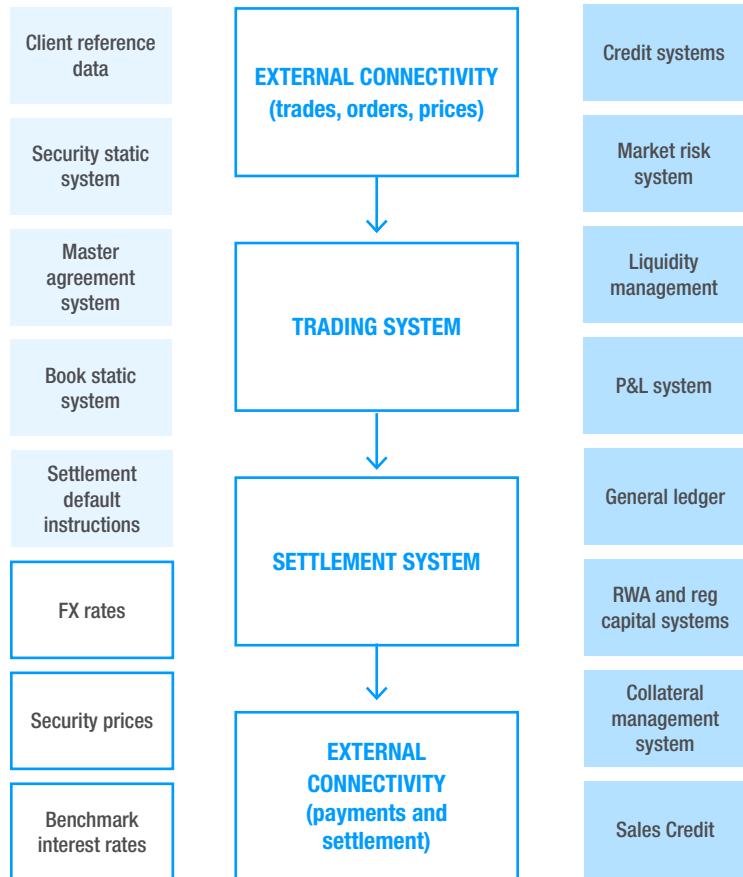 Client reference
data
Security static
system
Master
agreement
system
Book static
system
Settlement
default
instructions
FX rates
Security prices
Benchmark
interest rates
EXTERNAL CONNECTIVITY
(trades, orders, prices)
TRADING SYSTEM
SETTLEMENT SYSTEM
EXTERNAL
CONNECTIVITY
(payments and
settlement)
Credit systems
Market risk
system
Liquidity
management
P&L system
General ledger
RWA and reg
capital systems
Collateral
management
system
Sales Credit